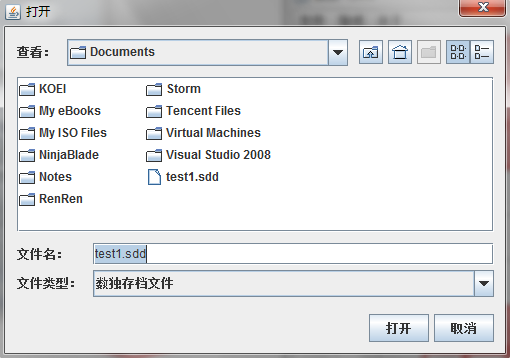 打开
查看： Documents
KOEI
My eBooks
My ISO Files
NinjaBlade
Notes
RenRen
Storm
Tencent Files
Virtual Machines
Visual Studio 2008
test1.sdd
文件名： test1.sdd
文件类型： 数独存档文件
打开 取消